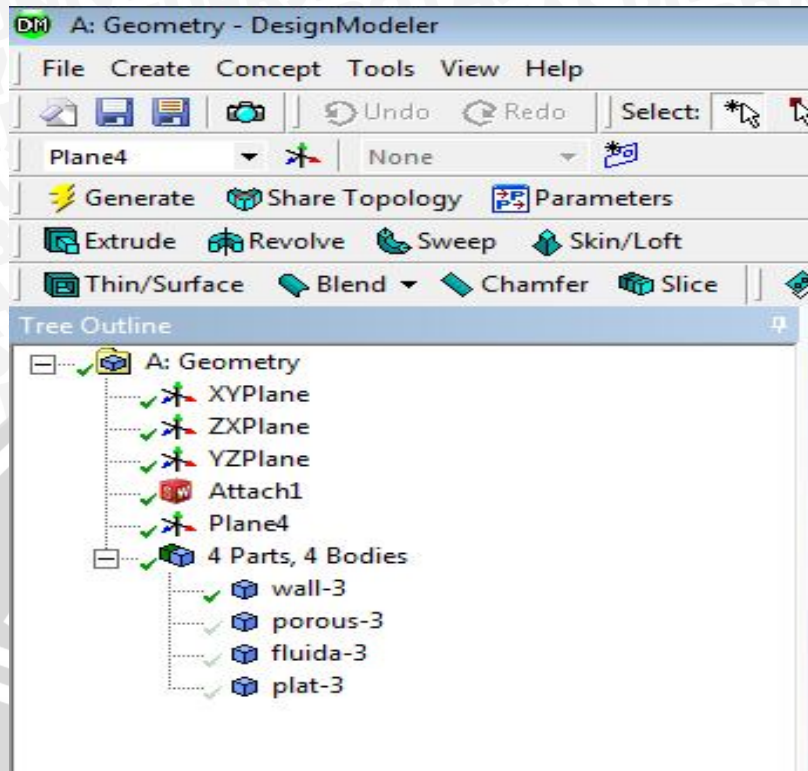 DM A: Geometry - DesignModeler
File Create Concept Tools View Help
Undo Redo Select:
Plane4 None
Generate Share Topology Parameters
Extrude Revolve Sweep Skin/Loft
Thin/Surface Blend Chamfer Slice
Tree Outline
A: Geometry
XYPlane
ZXPlane
YZPlane
Attach1
Plane4
4 Parts, 4 Bodies
wall-3
porous-3
fluida-3
plat-3